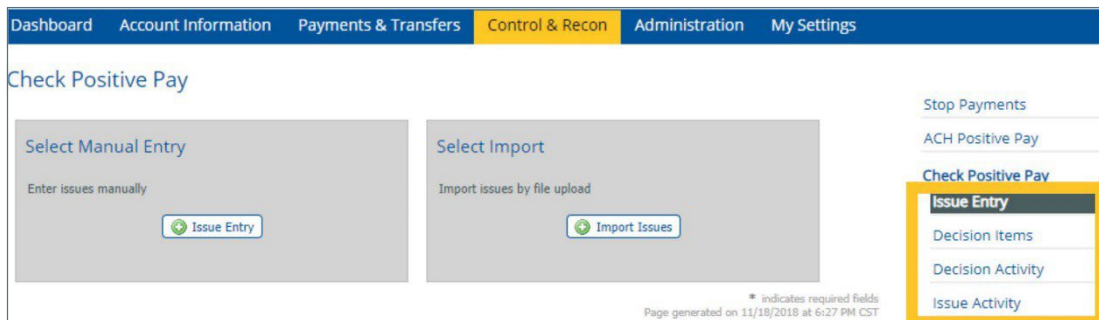 Dashboard Account Information Payments & Transfers Control & Recon Administration My Settings
Check Positive Pay
Select Manual Entry
Enter issues manually
Issue Entry
Select Import
Import issues by file upload
Import Issues
* indicates required fields
Page generated on 11/18/2018 at 6:27 PM CST
Stop Payments
ACH Positive Pay
Check Positive Pay
Issue Entry
Decision Items
Decision Activity
Issue Activity